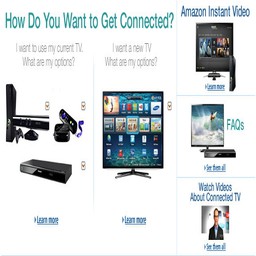 How Do You Want to Get Connected?
I want to use my current TV.
What are my options?
Learn more
I want a new TV
What are my options?
Learn more
Amazon Instant Video
Learn more
FAQs
See them all
Watch Videos
About Connected TV
See them all